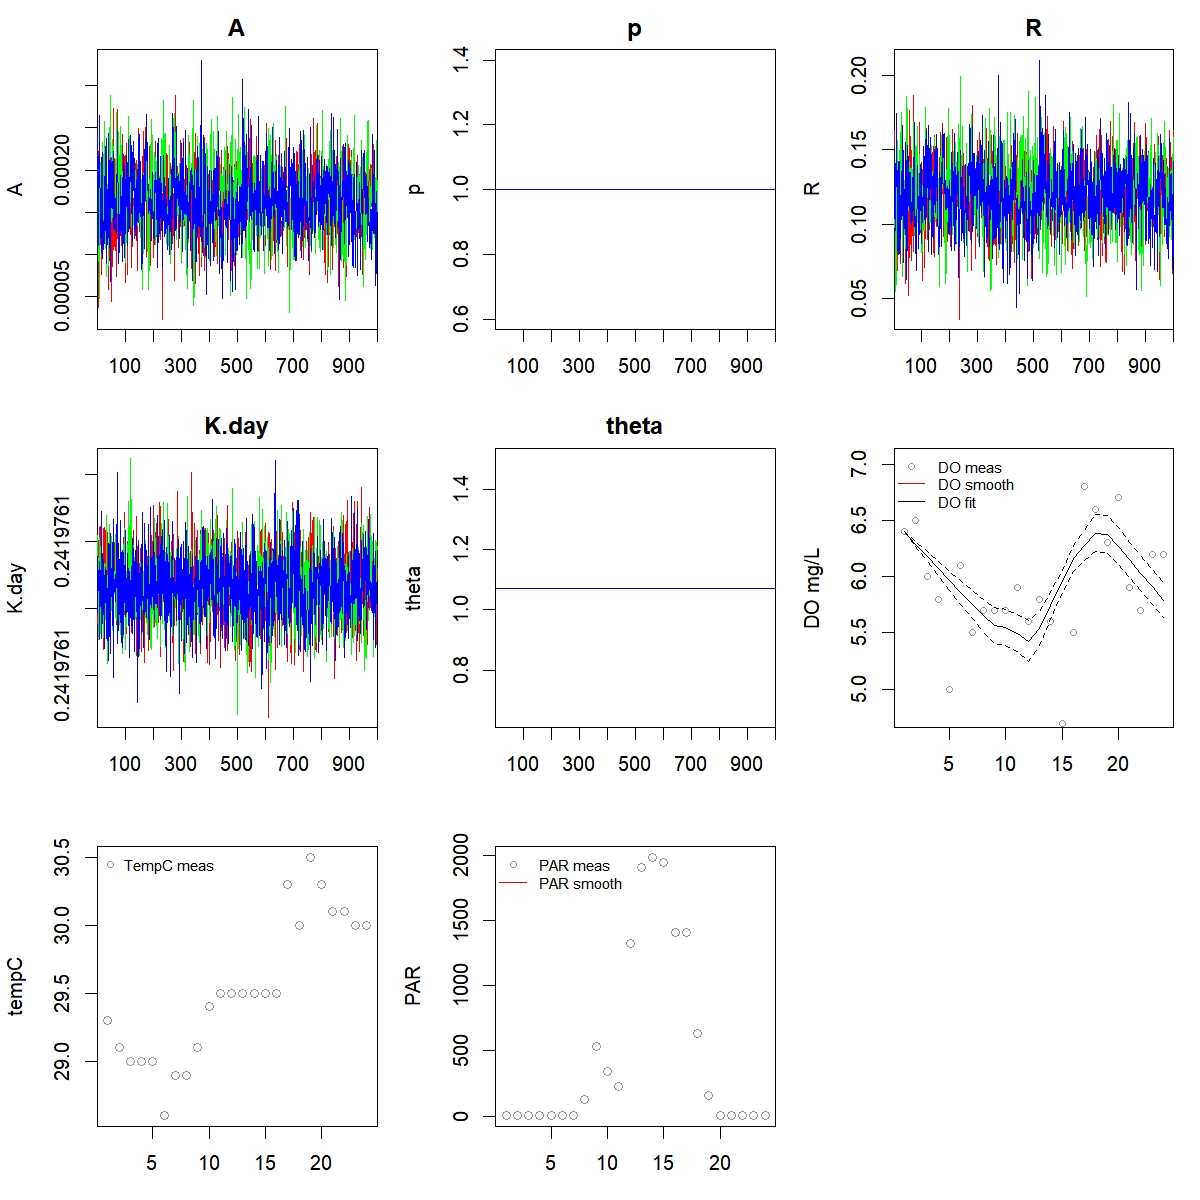 A
A
0.00020
0.00005
100 300 500 700 900
p
p
1.4
1.2
1.0
0.8
0.6
100 300 500 700 900
R
R
0.20
0.15
0.10
0.05
100 300 500 700 900
K.day
K.day
0.2419761
0.2419761
100 300 500 700 900
theta
theta
1.4
1.2
1.0
0.8
100 300 500 700 900
DO mg/L
7.0
6.5
6.0
5.5
5.0
DO meas
DO smooth
DO fit
5 10 15 20
tempC
30.5
30.0
29.5
29.0
TempC meas
5 10 15 20
PAR
2000
1500
1000
500
0
PAR meas
PAR smooth
5 10 15 20